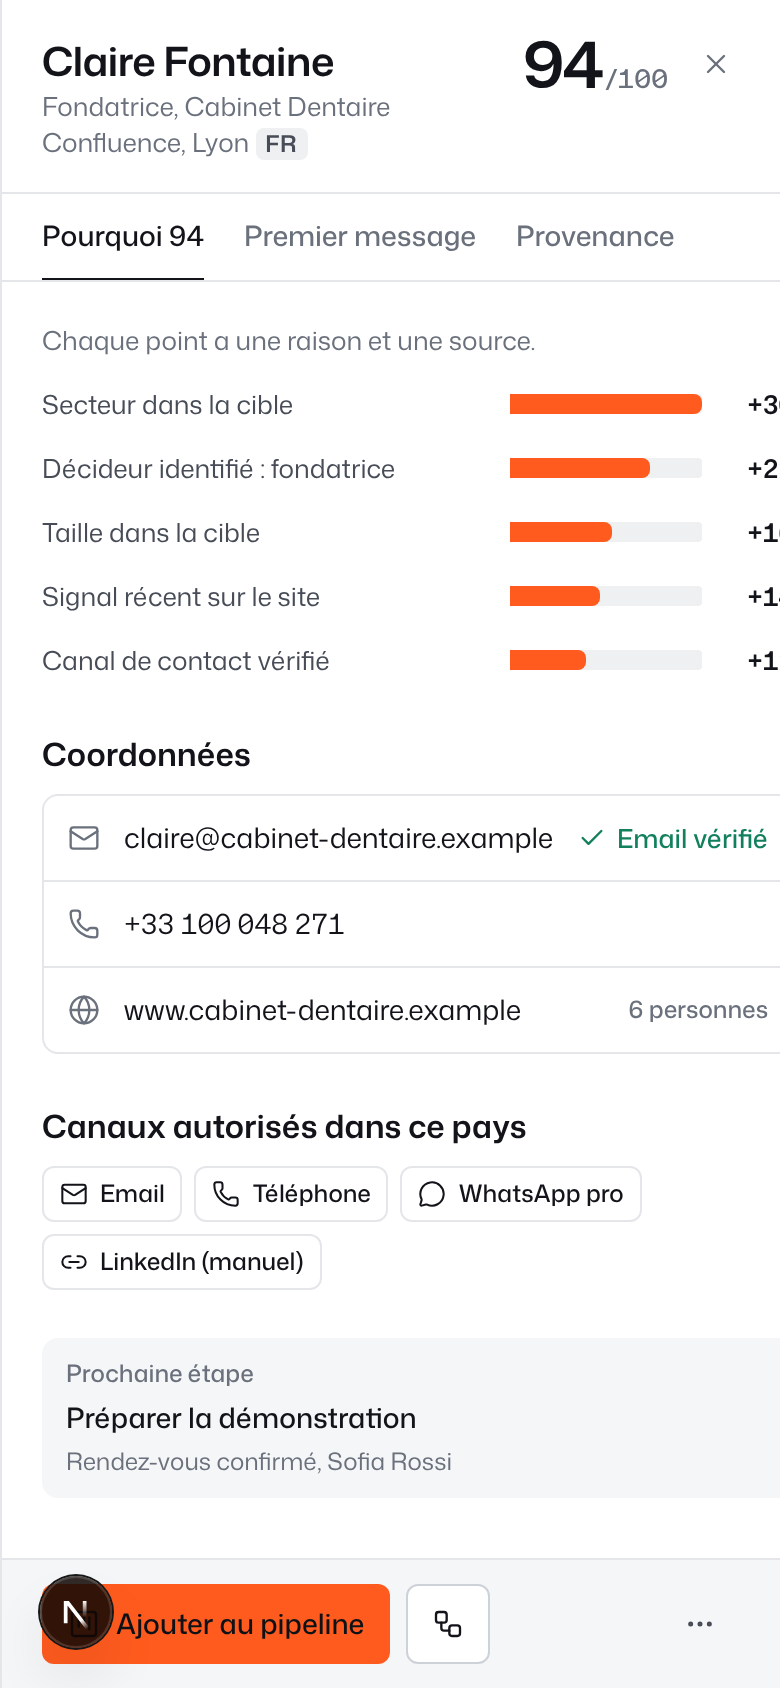 Claire Fontaine
94/100
Fondatrice, Cabinet Dentaire
Confluence, Lyon FR
Pourquoi 94 Premier message Provenance
Chaque point a une raison et une source.
Secteur dans la cible
Décideur identifié : fondatrice
Taille dans la cible
Signal récent sur le site
Canal de contact vérifié
Coordonnées
claire@cabinet-dentaire.example Email vérifié
+33 100 048 271
www.cabinet-dentaire.example 6 personnes
Canaux autorisés dans ce pays
Email Téléphone WhatsApp pro
LinkedIn (manuel)
Prochaine étape
Préparer la démonstration
Rendez-vous confirmé, Sofia Rossi
N Ajouter au pipeline